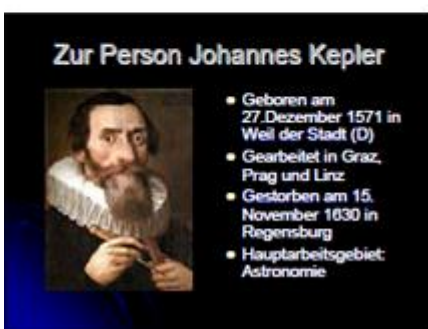 Zur Person Johannes Kepler
Geboren am
27.Dezember 1571 in
Weil der Stadt (D)
Gearbeitet in Graz,
Prag und Linz
Gestorben am 15.
November 1630 in
Regensburg
Hauptarbeitsgebiet:
Astronomie